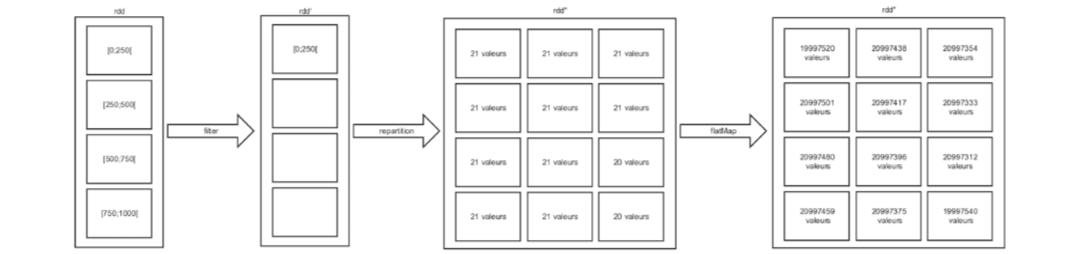 rdd
[0;250[
[250;500[
[500;750[
[750;1000[
filter
rdd'
[0;250[
repartition
rdd"
21 valeurs
21 valeurs
21 valeurs
21 valeurs
21 valeurs
21 valeurs
21 valeurs
21 valeurs
20 valeurs
21 valeurs
21 valeurs
20 valeurs
flatMap
rdd"
19997520
valeurs
20997438
valeurs
20997354
valeurs
20997501
valeurs
20997417
valeurs
20997333
valeurs
20997480
valeurs
20997396
valeurs
20997312
valeurs
20997459
valeurs
20997375
valeurs
19997540
valeurs